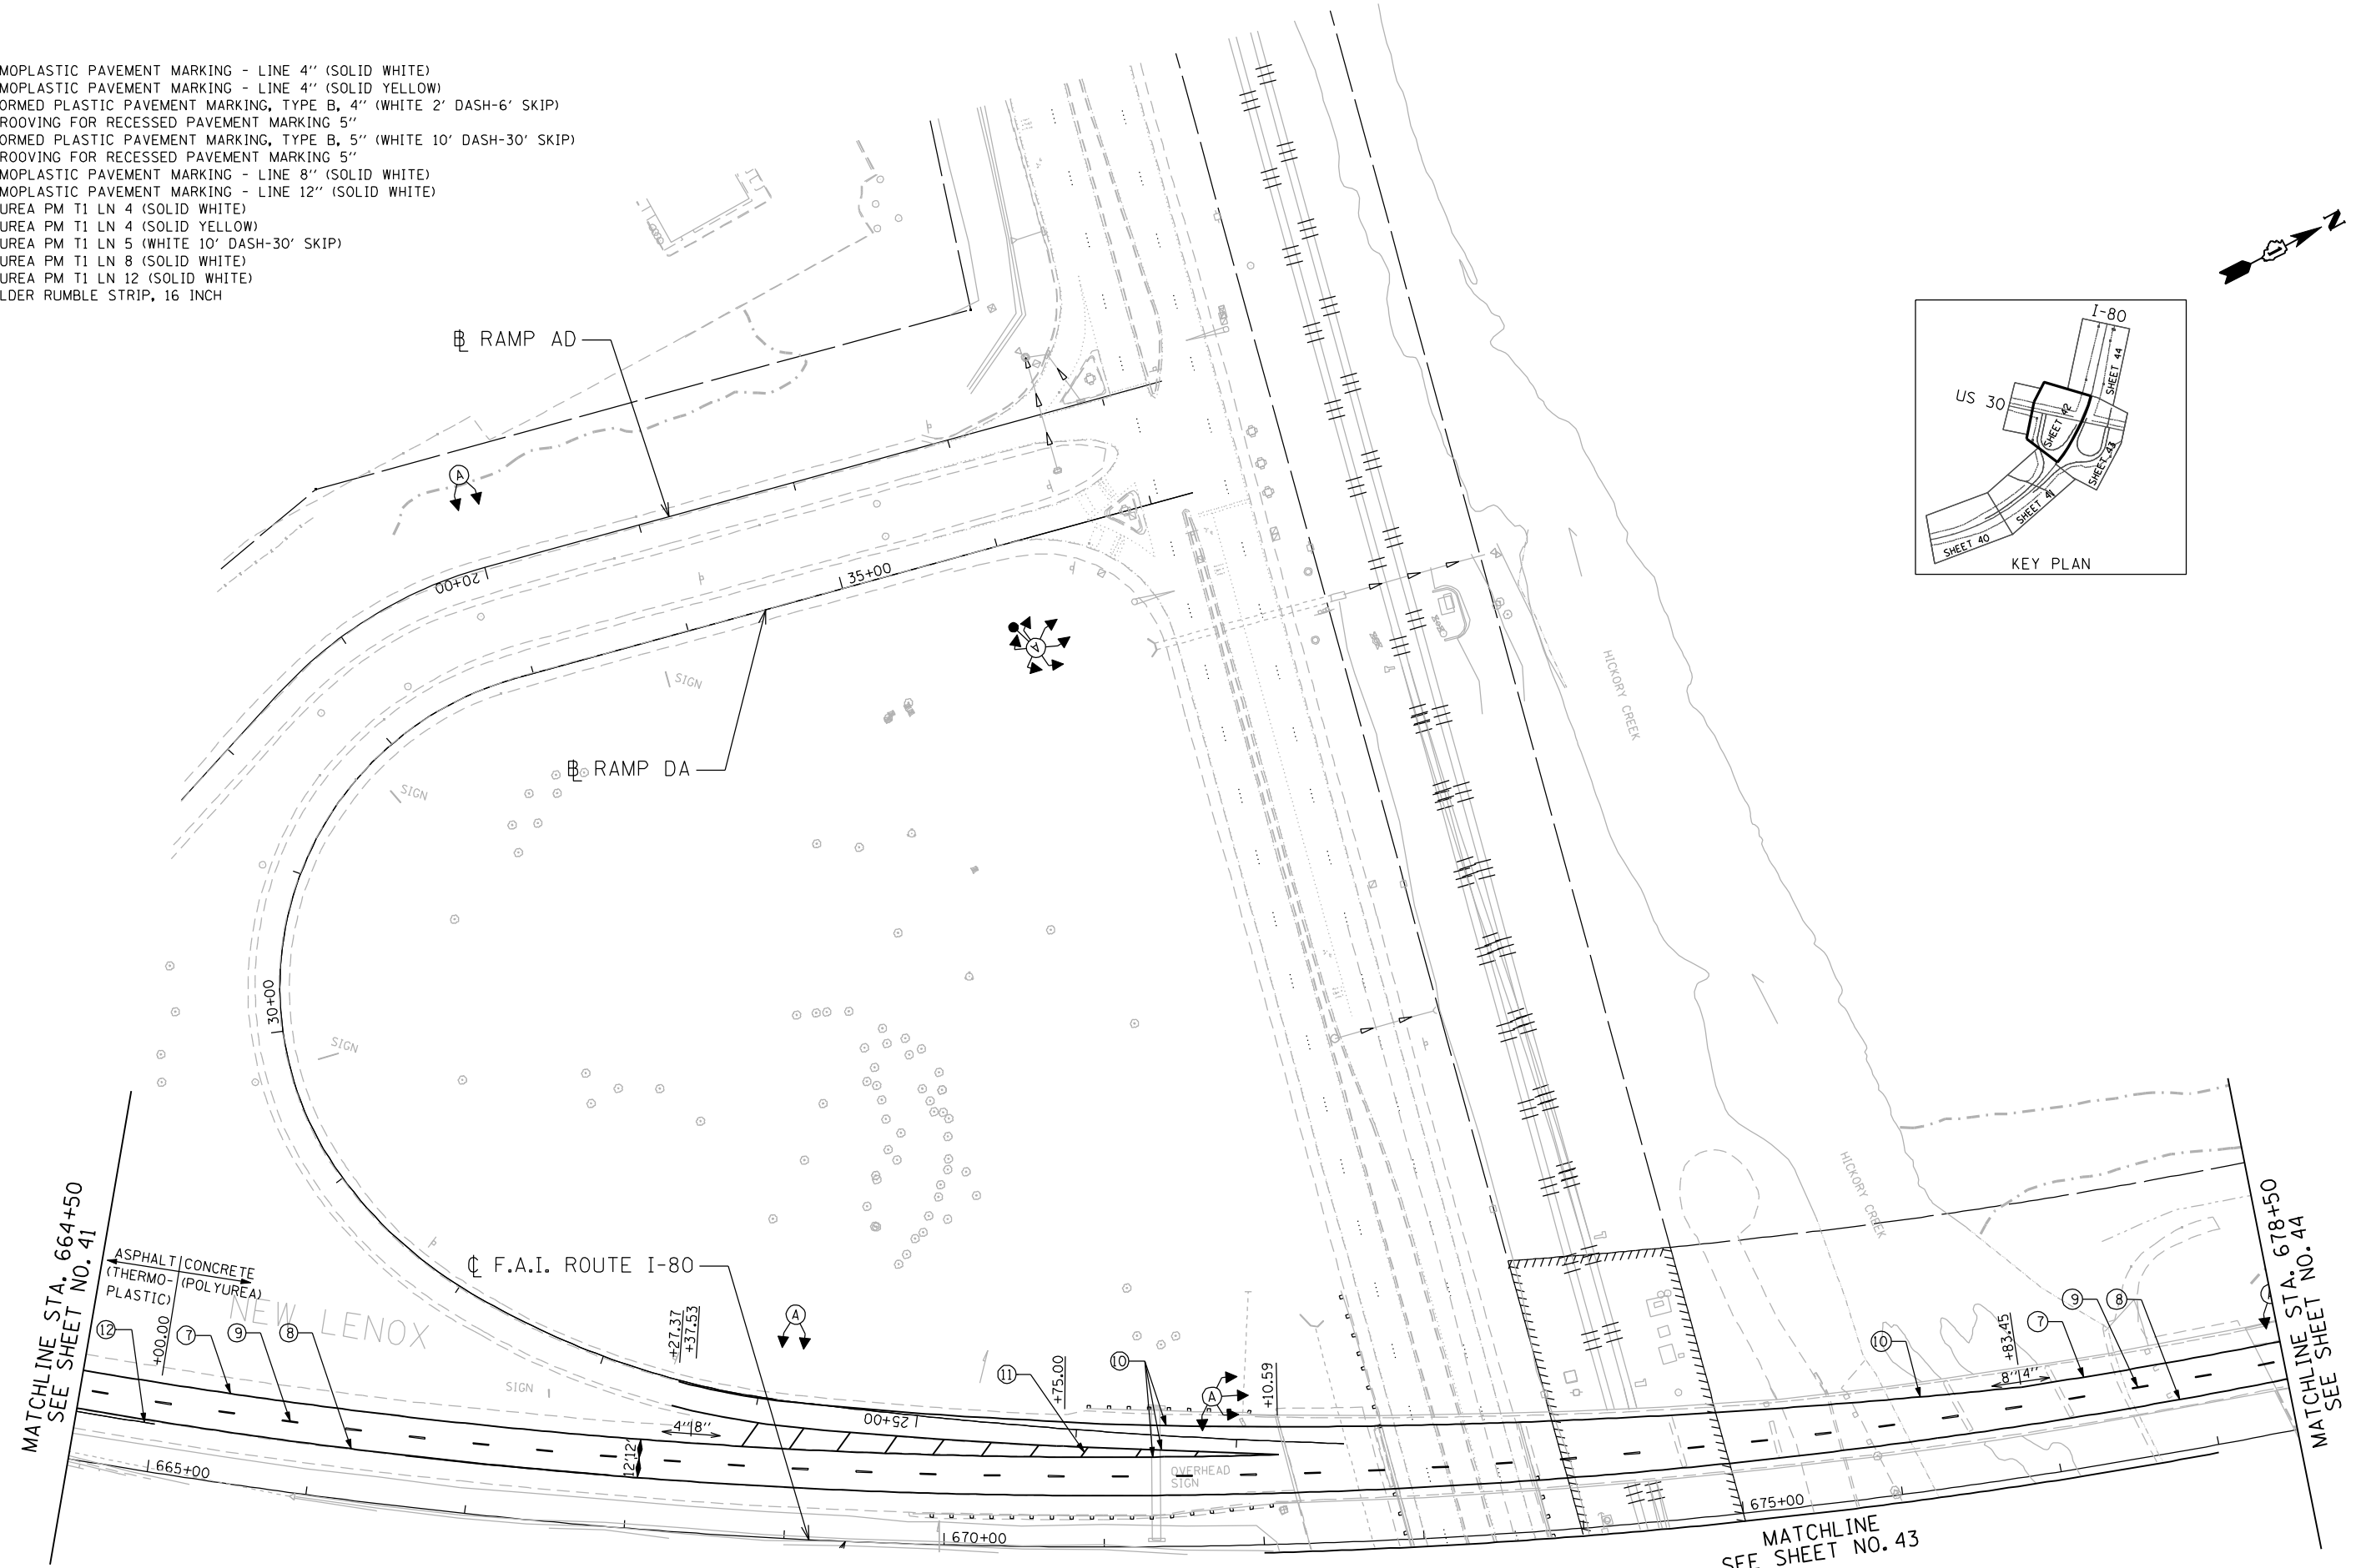 MOPLASTIC PAVEMENT MARKING - LINE 4'' (SOLID WHITE)
MOPLASTIC PAVEMENT MARKING - LINE 4'' (SOLID YELLOW)
ORMED PLASTIC PAVEMENT MARKING, TYPE B, 4'' (WHITE 2' DASH-6' SKIP)
ROOVING FOR RECESSED PAVEMENT MARKING 5''
ORMED PLASTIC PAVEMENT MARKING, TYPE B, 5'' (WHITE 10' DASH-30' SKIP)
ROOVING FOR RECESSED PAVEMENT MARKING 5''
MOPLASTIC PAVEMENT MARKING - LINE 8'' (SOLID WHITE)
MOPLASTIC PAVEMENT MARKING - LINE 12'' (SOLID WHITE)
UREA PM T1 LN 4 (SOLID WHITE)
UREA PM T1 LN 4 (SOLID YELLOW)
UREA PM T1 LN 5 (WHITE 10' DASH-30' SKIP)
UREA PM T1 LN 8 (SOLID WHITE)
UREA PM T1 LN 12 (SOLID WHITE)
LDER RUMBLE STRIP, 16 INCH
N
I-80
US 30
SHEET 44
SHEET 42
SHEET 43
SHEET 41
SHEET 40
KEY PLAN
BL RAMP AD
A
20+00
35+00
A
SIGN
BL RAMP DA
SIGN
30+00
SIGN
HICKORY CREEK
HICKORY CREEK
MATCHLINE STA. 664+50
SEE SHEET NO. 41
ASPHALT CONCRETE
(THERMO- (POLYUREA)
PLASTIC)
+00.00
NEW LENOX
12
7
9
8
CL F.A.I. ROUTE I-80
+27.37
+37.53
A
SIGN
4'' 8''
12' 12'
25+00
11
+75.00
10
A
+10.59
OVERHEAD
SIGN
10
+83.45
8'' 4''
7
9
8
665+00
670+00
675+00
MATCHLINE
SEE SHEET NO. 43
MATCHLINE STA. 678+50
SEE SHEET NO. 44